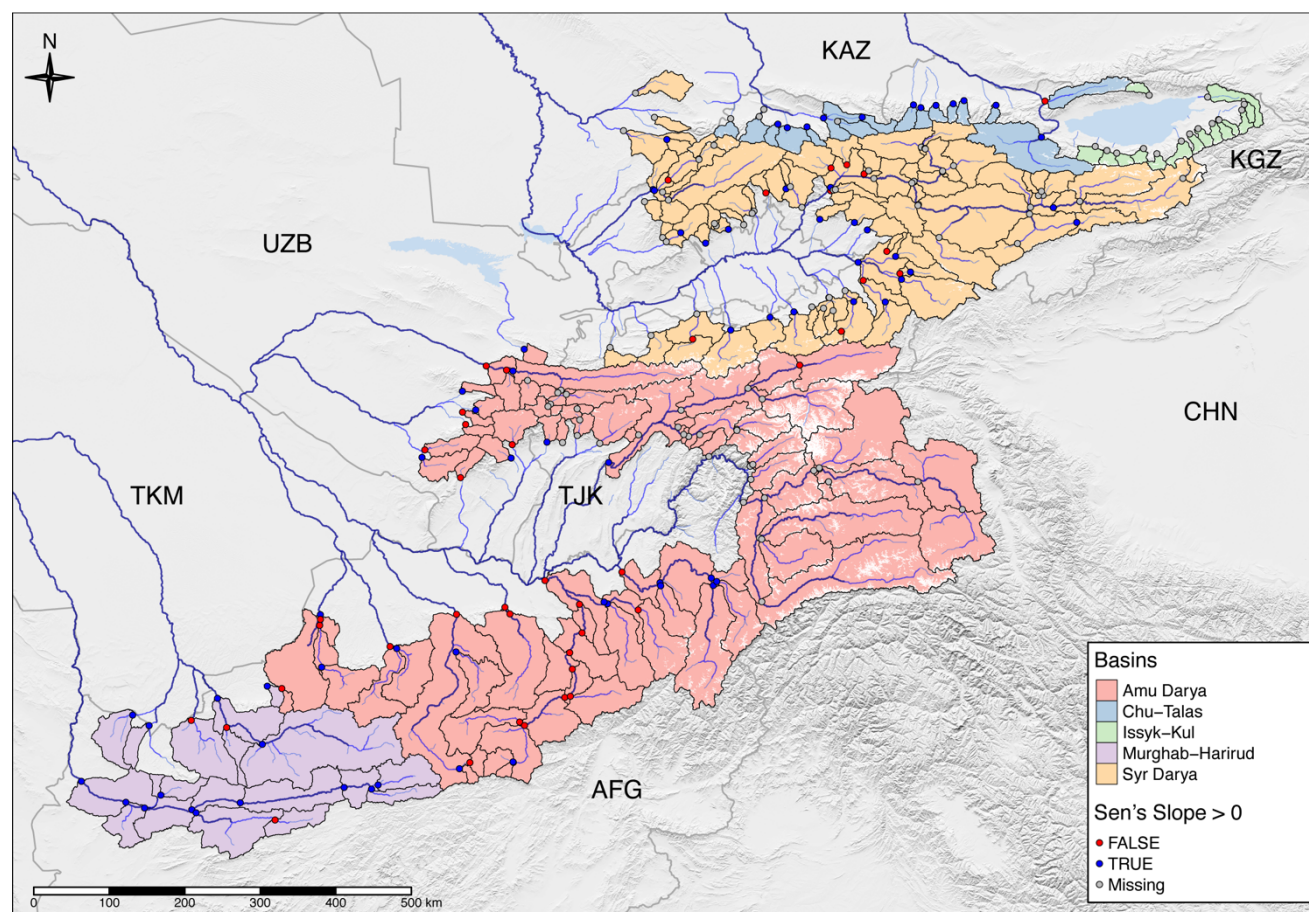 N
KAZ
KGZ
UZB
CHN
TKM
TJK
AFG
Basins
Amu Darya
Chu−Talas
Issyk−Kul
Murghab−Harirud
Syr Darya
Sen's Slope > 0
FALSE
TRUE
Missing
0 100 200 300 400 500 km